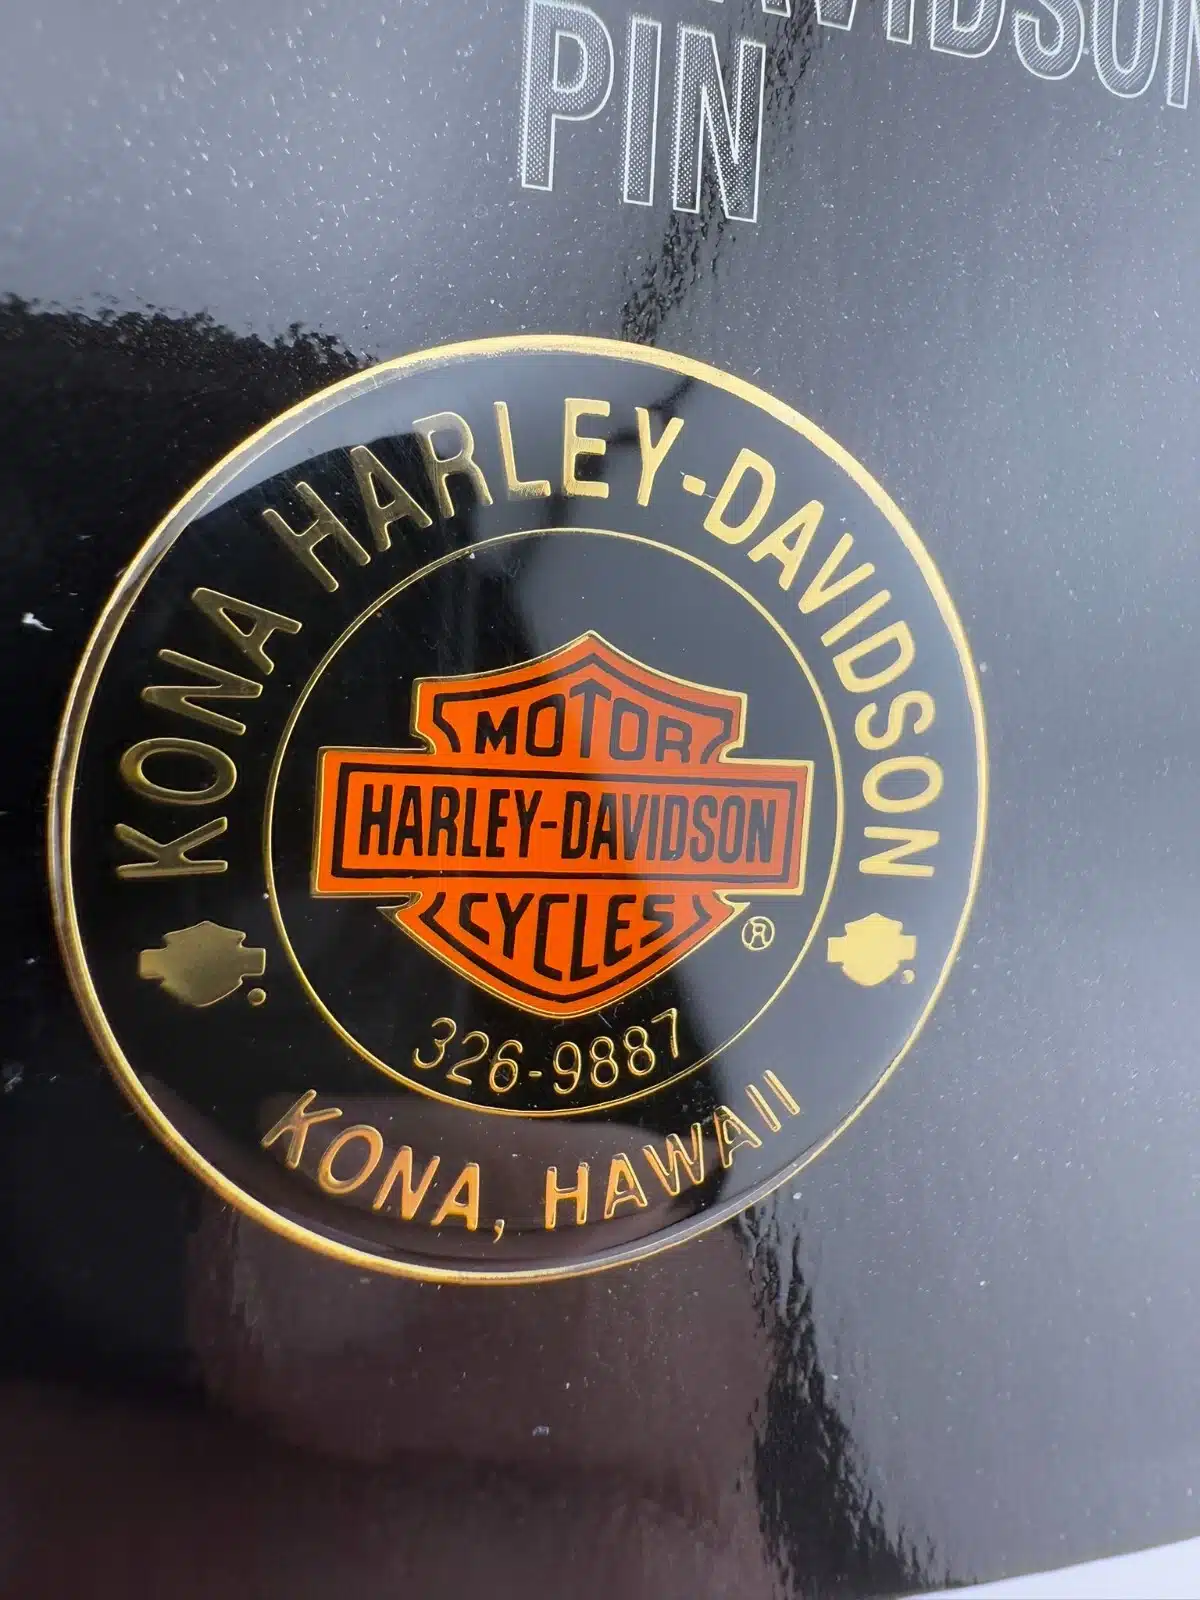 PIN
KONA HARLEY-DAVIDSON
MOTOR
HARLEY-DAVIDSON
CYCLES
®
326-9887
KONA, HAWAII